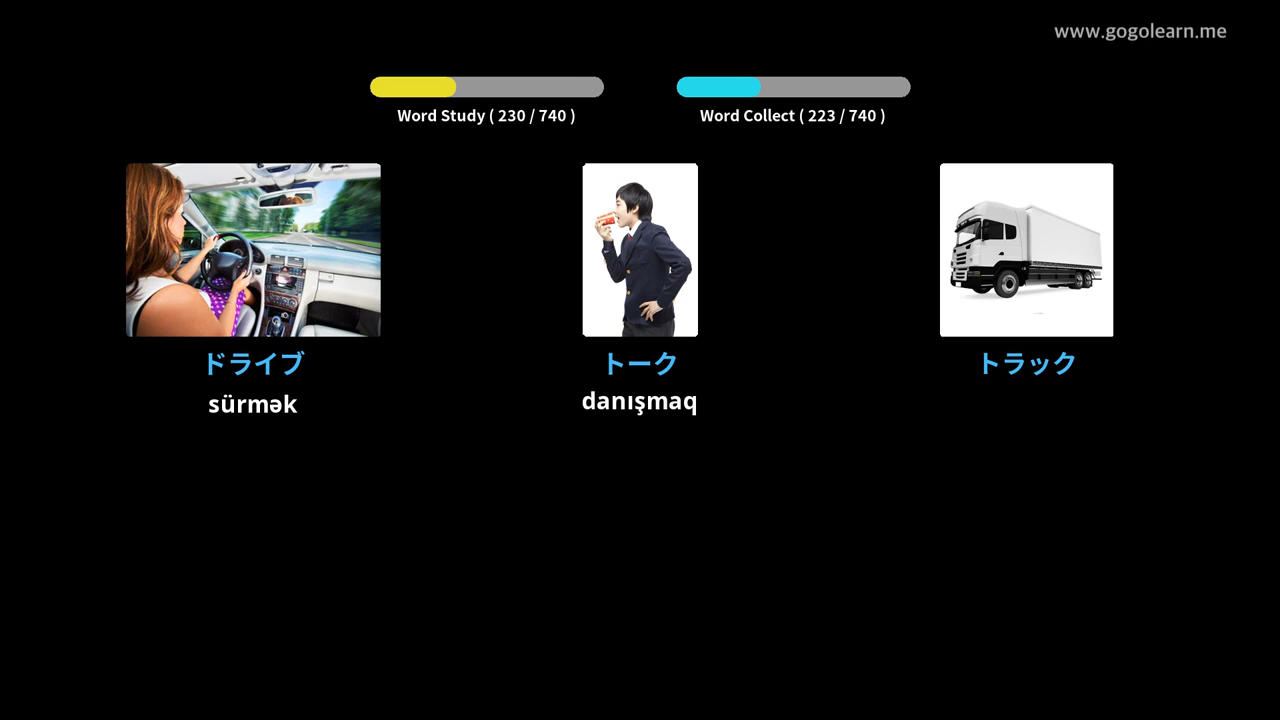 www.gogolearn.me
Word Study ( 230 / 740 )
Word Collect ( 223 / 740 )
ドライブ
トーク
トラック
sürmək
danışmaq